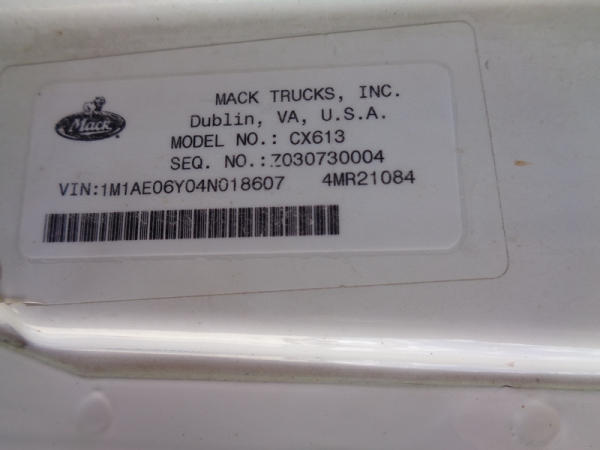 Mack
MACK TRUCKS, INC.
Dublin, VA, U.S.A.
MODEL NO.: CX613
SEQ. NO.:Z030730004
VIN:1M1AE06Y04N018607 4MR21084